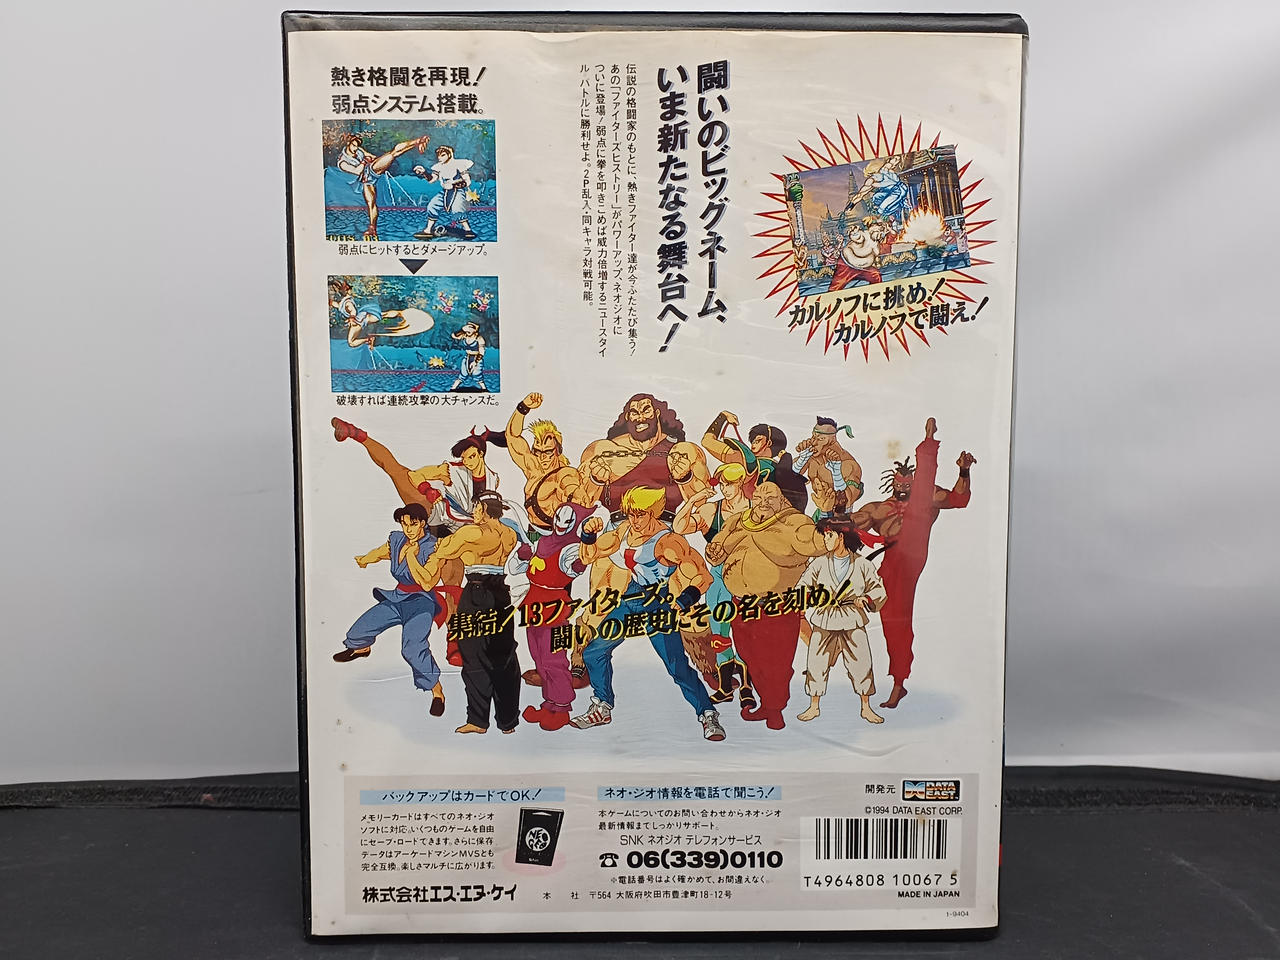 熱き格闘を再現!
弱点システム搭載。
弱点にヒットするとダメージアップ。
破壊すれば連続攻撃の大チャンスだ。
闘いのビッグネーム、
いま新たなる舞台へ!
伝説の格闘家のもとに、熱きファイター達が今ふたたび集う!
あの「ファイターズヒストリー」がパワーアップ、ネオジオに
ついに登場!弱点に拳を叩きこめば威力倍増するニュースタイ
ル・バトルに勝利せよ。2P乱入・同キャラ対戦可能。
カルノフに挑め!
カルノフで闘え!
集結!13ファイターズ。
闘いの歴史にその名を刻め!
バックアップはカードでOK!
メモリーカードはすべてのネオ・ジオ
ソフトに対応。いくつものゲームを自由
にセーブ・ロードできます。さらに保存
データはアーケードマシンMVSとも
完全互換。楽しさマルチに広がります。
NEO
GEO
ネオ・ジオ情報を電話で聞こう!
本ゲームについてのお問い合わせからネオ・ジオ
最新情報までしっかりサポート。
SNK ネオジオ テレフォンサービス
☎ 06(339)0110
※電話番号はよく確かめて、お間違えなく。
株式会社エス・エヌ・ケイ
本 社 〒564 大阪府吹田市豊津町18-12号
開発元 DATA EAST
©1994 DATA EAST CORP.
T4964808 10067 5
MADE IN JAPAN
1-9404